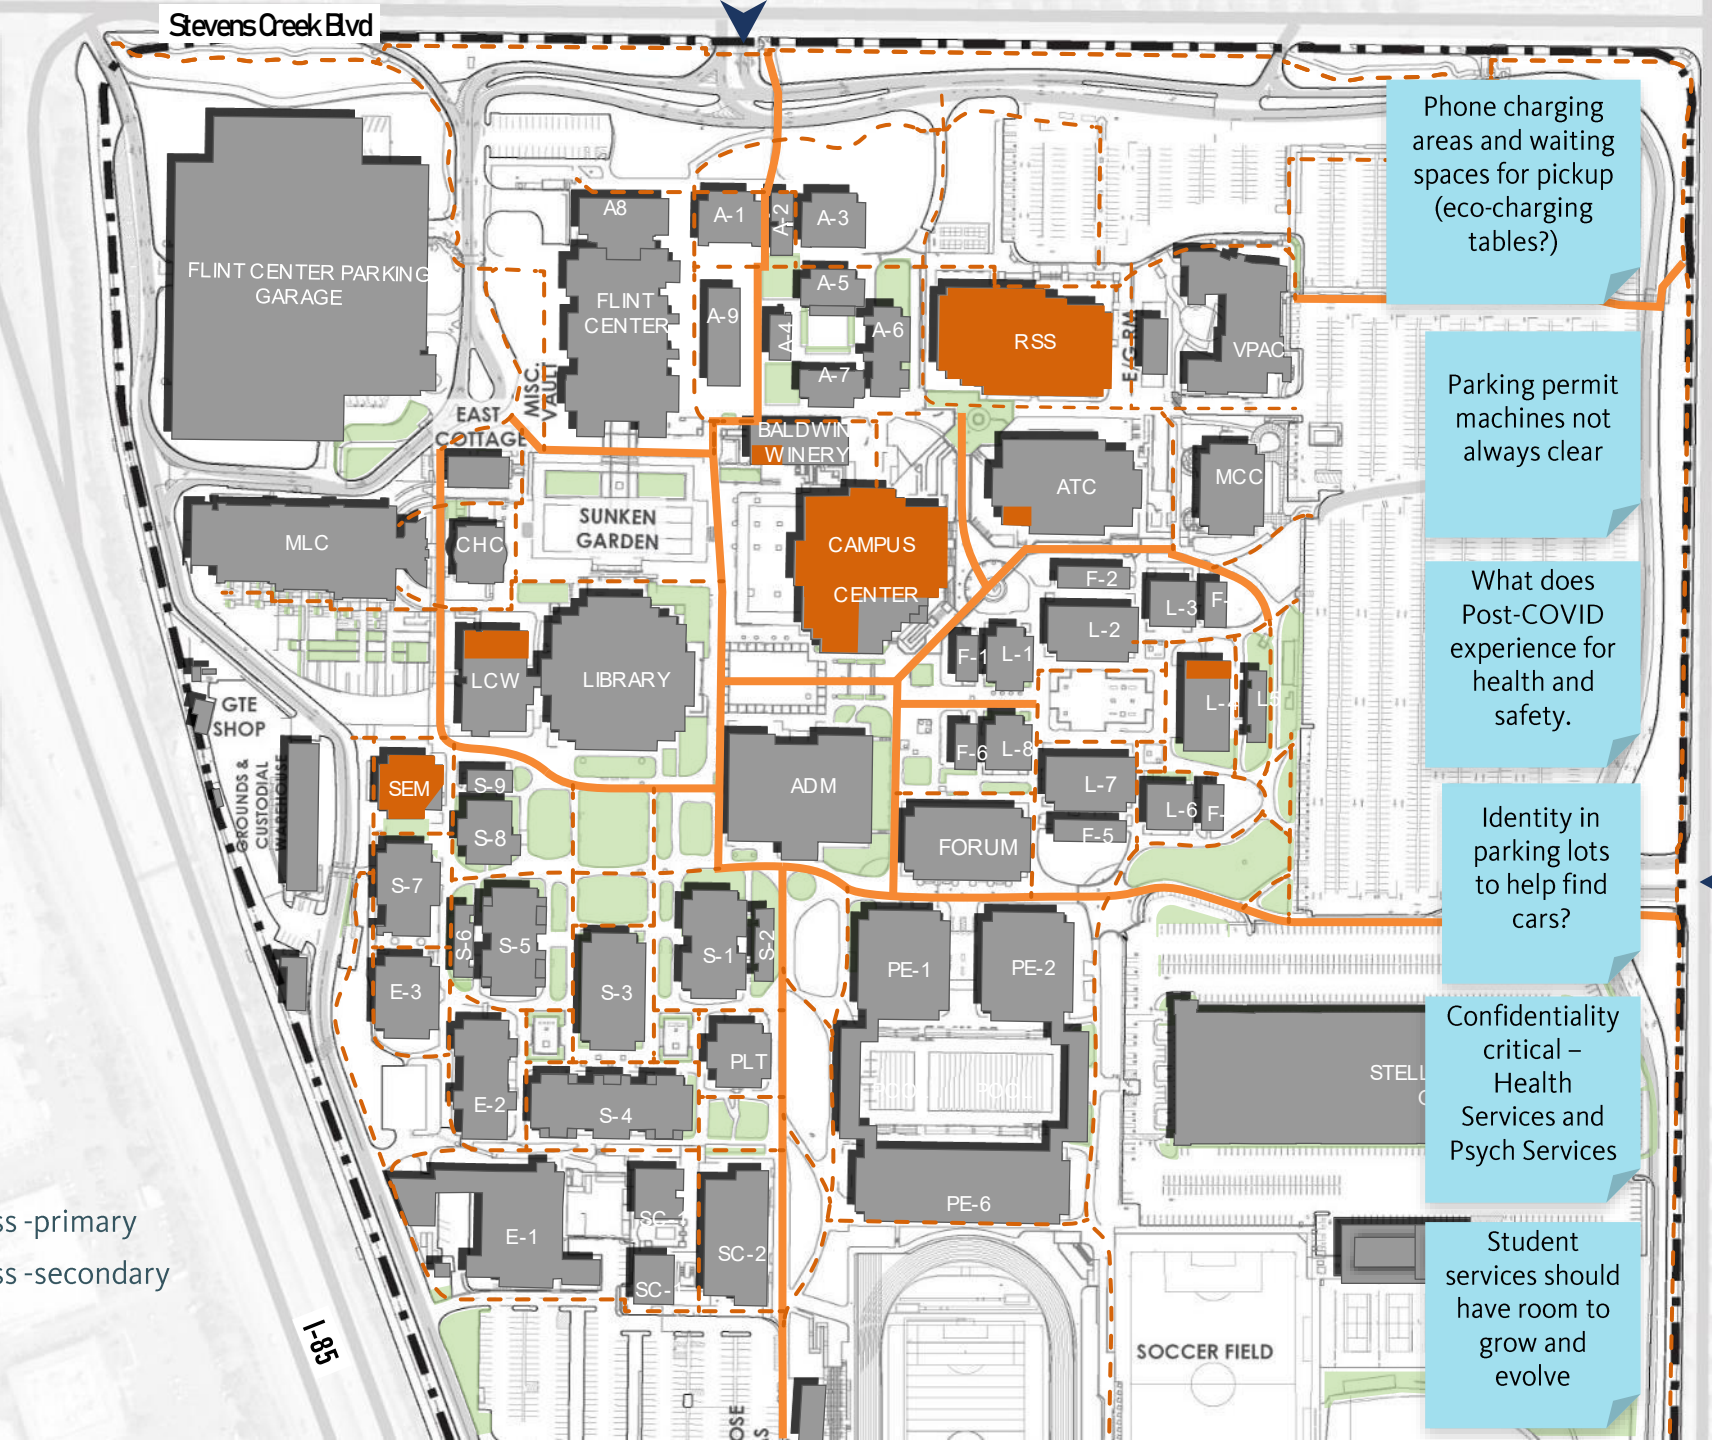 Stevens Creek Blvd
A8
A-1
A-2
A-3
FLINT CENTER PARKING
GARAGE
FLINT
CENTER
A-9
A-5
A-4
A-6
A-7
RSS
VPAC
MISC.
VAULT
EAST
COTTAGE
BALDWIN
WINERY
SUNKEN
GARDEN
MLC
CHC
CAMPUS
CENTER
ATC
MCC
F-2
L-3
F-
L-2
F-1
L-1
LCW
LIBRARY
GTE
SHOP
GROUNDS &
CUSTODIAL
WAREHOUSE
F-6
L-8
L-7
L-6
F-
F-5
FORUM
ADM
SEM
S-9
S-8
S-7
S-6
S-5
S-3
S-1
S-2
E-3
E-2
S-4
PLT
PE-1
PE-2
POOL
PE-6
E-1
SC-
SC-2
STELL
SOCCER FIELD
I-85
ss -primary
ss -secondary
Phone charging
areas and waiting
spaces for pickup
(eco-charging
tables?)
Parking permit
machines not
always clear
What does
Post-COVID
experience for
health and
safety.
Identity in
parking lots
to help find
cars?
Confidentiality
critical –
Health
Services and
Psych Services
Student
services should
have room to
grow and
evolve